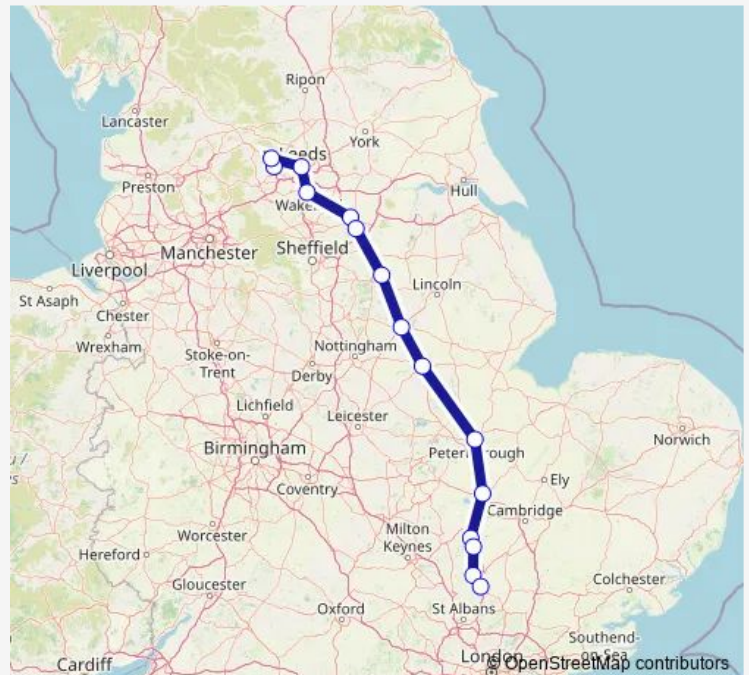 Ripon
Lancaster
York
Leeds
Preston
Hull
Wake
Manchester
Sheffield
Liverpool
Lincoln
St Asaph
Chester
Wrexham
Stoke-on-
Trent
Nottingham
Derby
Lichfield
Leicester
Norwich
Birmingham
Peter
rough
Ely
Coventry
Cambridge
Worcester
Milton
Keynes
Hereford
Gloucester
Colchester
Oxford
St Albans
Southend-
on-Sea
London
Cardiff
© OpenStreetMap contributors